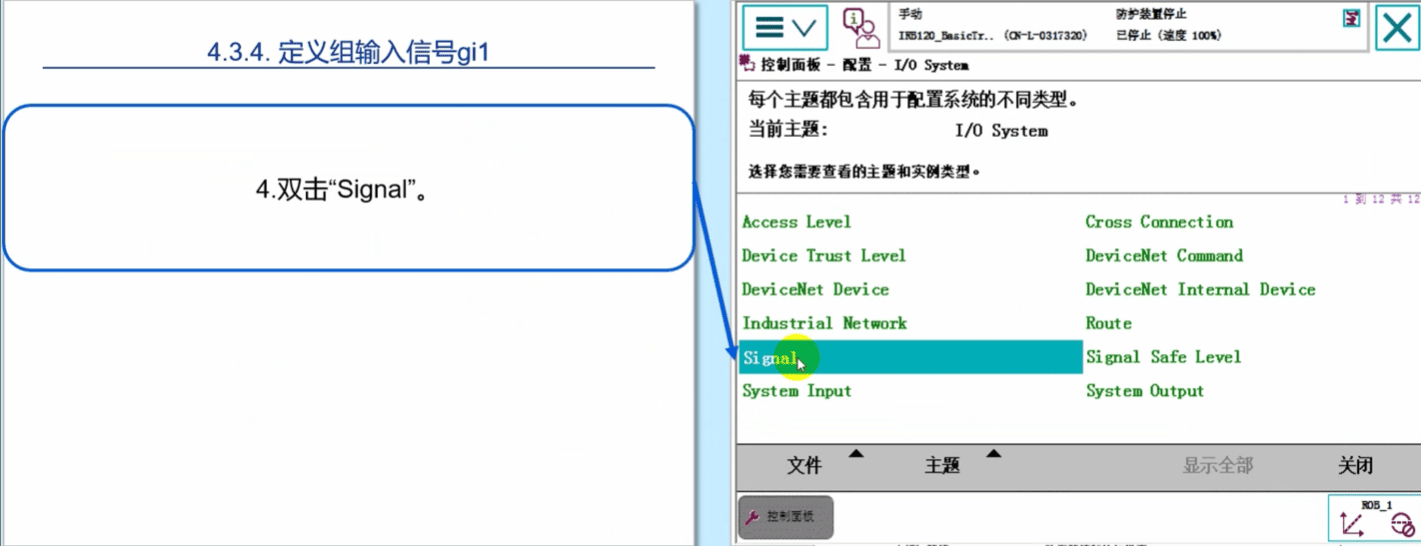 4.3.4. 定义组输入信号gi1
4.双击“Signal”。
手动
防护装置停止
IRB120_BasicTr.. (CN-L-0317320)
已停止 (速度 100%)
控制面板 - 配置 - I/O System
每个主题都包含用于配置系统的不同类型。
当前主题: I/O System
选择您需要查看的主题和实例类型。
1 到 12 共 12
Access Level Cross Connection
Device Trust Level DeviceNet Command
DeviceNet Device DeviceNet Internal Device
Industrial Network Route
Signal Signal Safe Level
System Input System Output
文件 主题 显示全部 关闭
控制面板
ROB_1